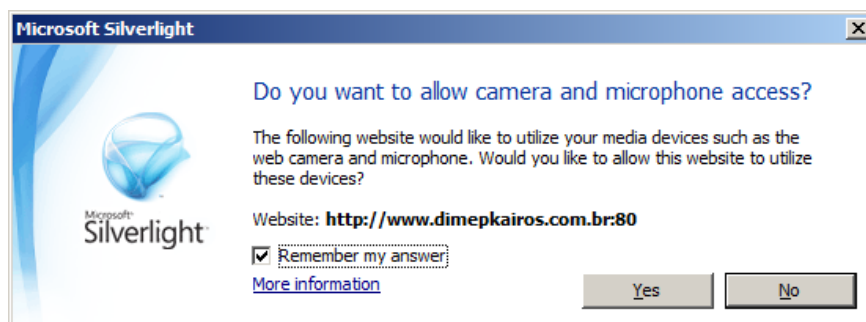 Microsoft Silverlight
Do you want to allow camera and microphone access?
The following website would like to utilize your media devices such as the
web camera and microphone. Would you like to allow this website to utilize
these devices?
Microsoft®
Silverlight
Website: http://www.dimepkairos.com.br:80
Remember my answer
More information
Yes
No